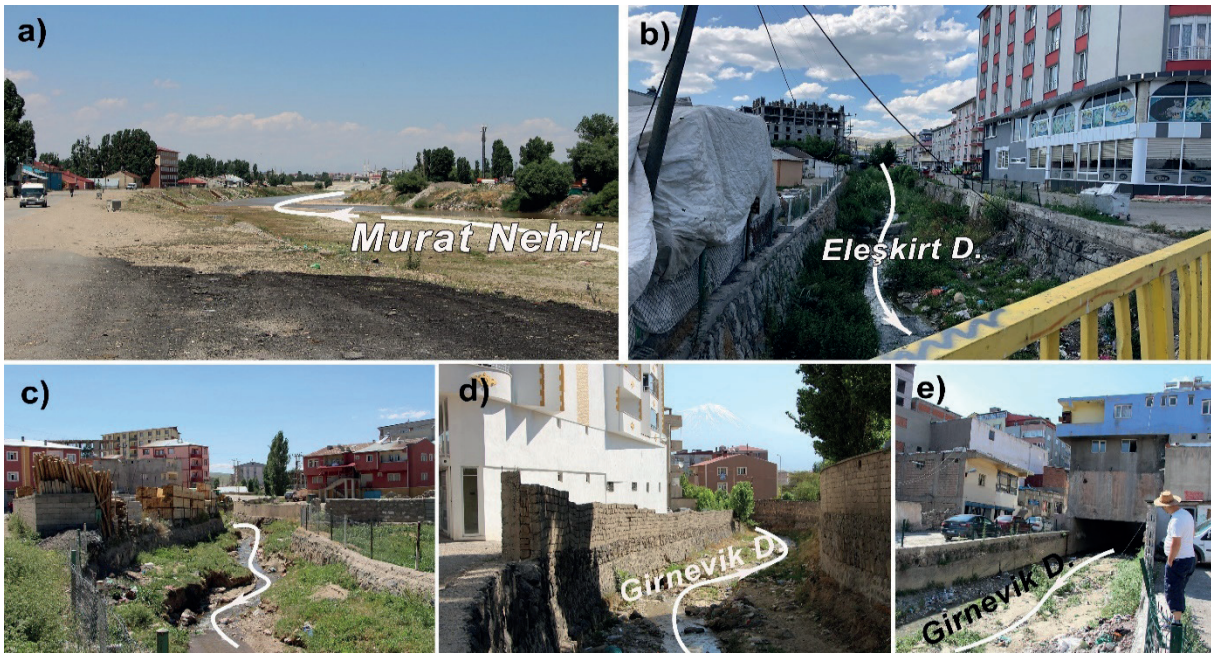 a)
Murat Nehri
b)
Eleşkirt D.
c)
d)
Girnevik D.
e)
Girnevik D.